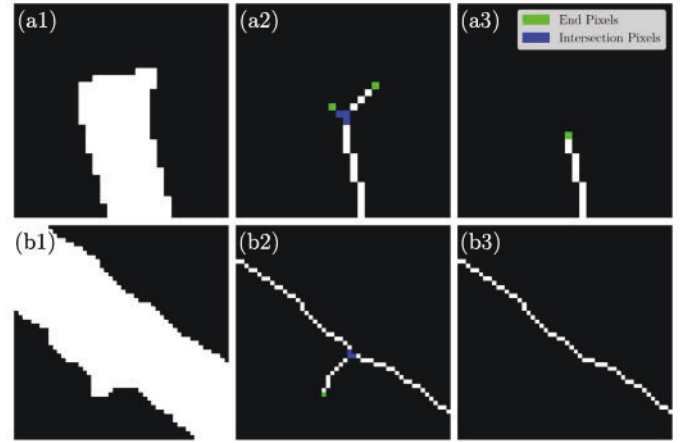 (a1)
(a2)
(a3)
End Pixels
Intersection Pixels
(b1)
(b2)
(b3)